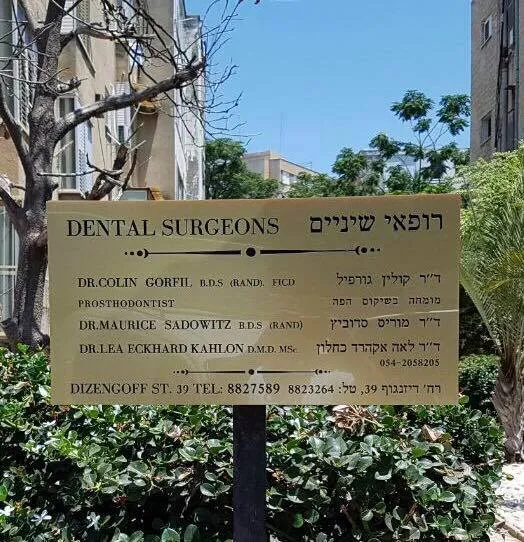 DENTAL SURGEONS רופאי שיניים
DR.COLIN GORFIL B.D.S (RAND). FICD ד"ר קולין גורפיל
PROSTHODONTIST מומחה בשיקום הפה
DR.MAURICE SADOWITZ B.D.S (RAND) ד"ר מוריס סדוביץ
DR.LEA ECKHARD KAHLON D.M.D. MSc ד"ר לאה אקהרד כחלון
054-2058205
DIZENGOFF ST. 39 TEL: 8827589 8823264 רח' דיזנגוף 39, טל: